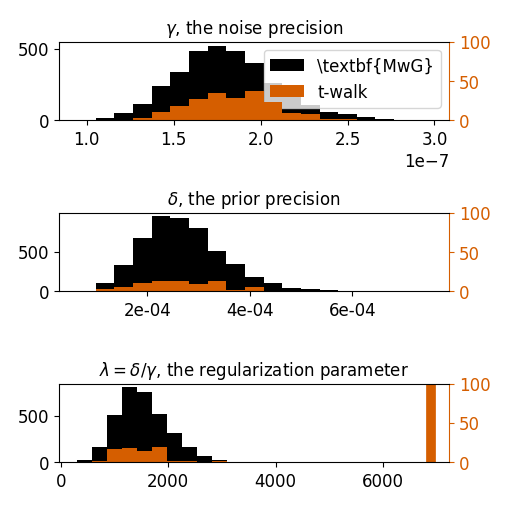 γ, the noise precision
500
0
100
50
0
\textbf{MwG}
t-walk
1.0
1.5
2.0
2.5
3.0
1e−7
δ, the prior precision
500
0
100
50
0
2e-04
4e-04
6e-04
λ = δ/γ, the regularization parameter
500
0
100
50
0
0
2000
4000
6000